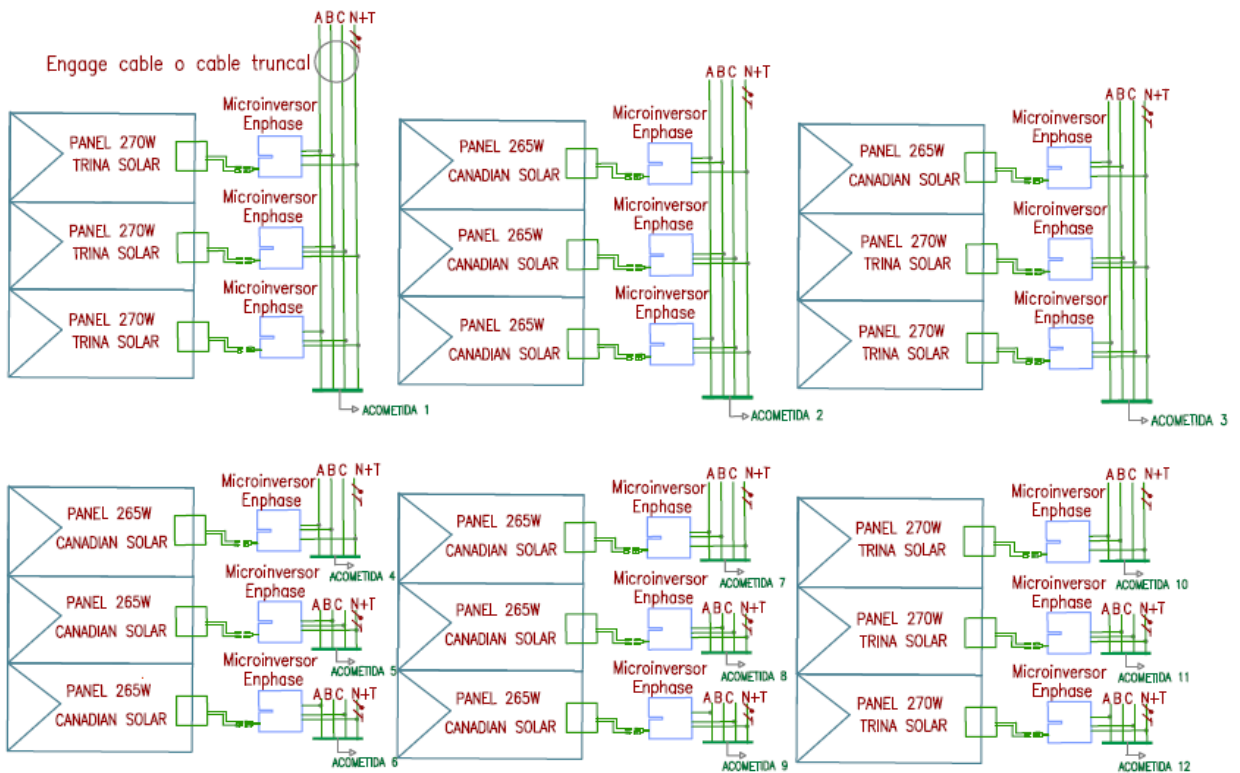 A B C N+T
Engage cable o cable truncal
Microinversor
Enphase
PANEL 270W
TRINA SOLAR
Microinversor
Enphase
PANEL 270W
TRINA SOLAR
Microinversor
Enphase
PANEL 270W
TRINA SOLAR
ACOMETIDA 1
A B C N+T
Microinversor
Enphase
PANEL 265W
CANADIAN SOLAR
Microinversor
Enphase
PANEL 265W
CANADIAN SOLAR
Microinversor
Enphase
PANEL 265W
CANADIAN SOLAR
ACOMETIDA 2
A B C N+T
Microinversor
Enphase
PANEL 265W
CANADIAN SOLAR
Microinversor
Enphase
PANEL 270W
TRINA SOLAR
Microinversor
Enphase
PANEL 270W
TRINA SOLAR
ACOMETIDA 3
A B C N+T
Microinversor
Enphase
PANEL 265W
CANADIAN SOLAR
ACOMETIDA 4
Microinversor
Enphase
A B C N+T
PANEL 265W
CANADIAN SOLAR
ACOMETIDA 5
Microinversor
Enphase
A B C N+T
PANEL 265W
CANADIAN SOLAR
ACOMETIDA 6
A B C N+T
Microinversor
Enphase
PANEL 265W
CANADIAN SOLAR
ACOMETIDA 7
Microinversor
Enphase
A B C N+T
PANEL 265W
CANADIAN SOLAR
ACOMETIDA 8
Microinversor
Enphase
A B C N+T
PANEL 265W
CANADIAN SOLAR
ACOMETIDA 9
A B C N+T
Microinversor
Enphase
PANEL 270W
TRINA SOLAR
ACOMETIDA 10
Microinversor
Enphase
A B C N+T
PANEL 270W
TRINA SOLAR
ACOMETIDA 11
Microinversor
Enphase
A B C N+T
PANEL 270W
TRINA SOLAR
ACOMETIDA 12